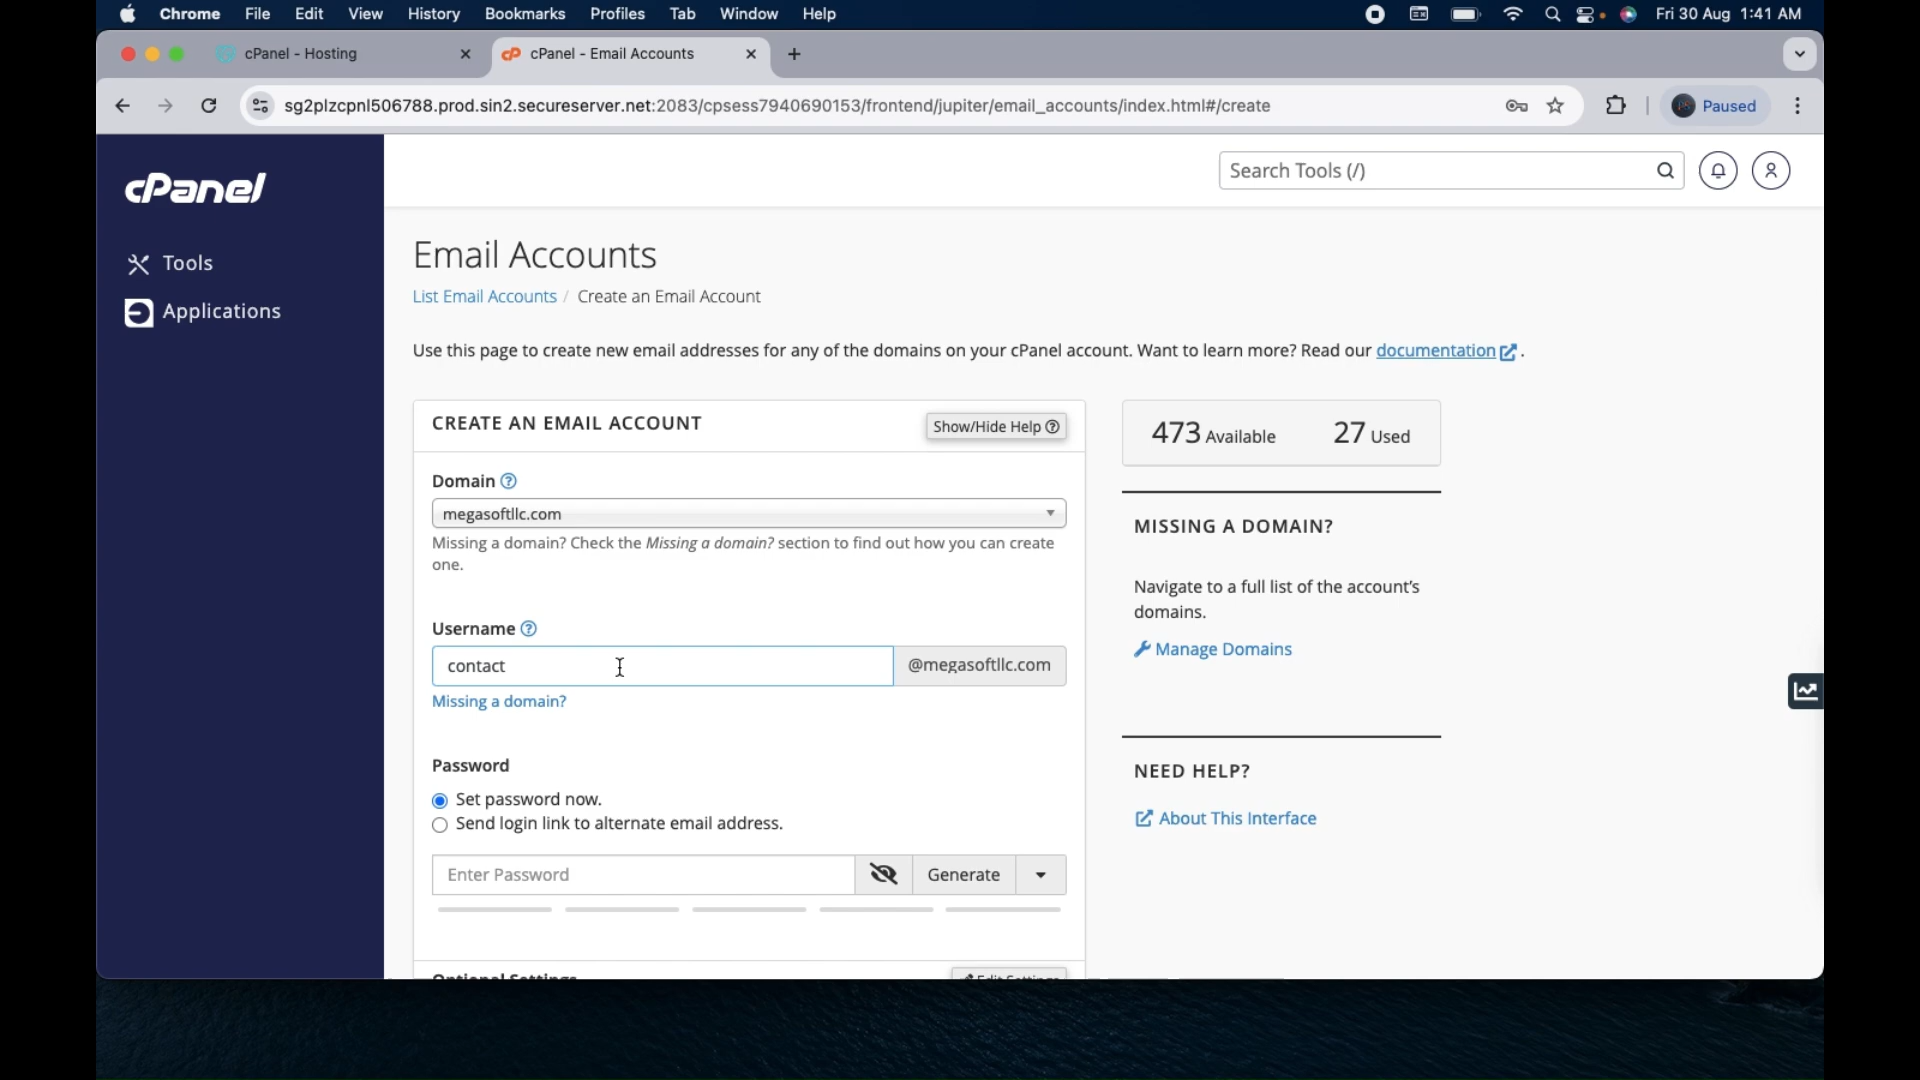 Chrome File Edit View History Bookmarks Profiles Tab Window Help Fri 30 Aug 1:41 AM
cPanel - Hosting
cPanel - Email Accounts
sg2plzcpnl506788.prod.sin2.secureserver.net:2083/cpsess7940690153/frontend/jupiter/email_accounts/index.html#/create
Paused
cPanel
Search Tools (/)
Tools
Applications
Email Accounts
List Email Accounts / Create an Email Account
Use this page to create new email addresses for any of the domains on your cPanel account. Want to learn more? Read our documentation .
CREATE AN EMAIL ACCOUNT
Show/Hide Help
473 Available 27 Used
Domain
megasoftllc.com
Missing a domain? Check the Missing a domain? section to find out how you can create
one.
MISSING A DOMAIN?
Navigate to a full list of the account's
domains.
Manage Domains
Username
contact
@megasoftllc.com
Missing a domain?
Password
Set password now.
Send login link to alternate email address.
Enter Password
Generate
NEED HELP?
About This Interface
Optional Settings
Edit Settings